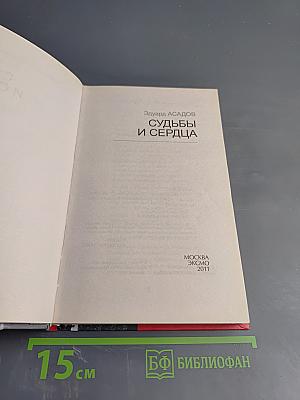 Эдуард АСАДОВ
СУДЬБЫ
И СЕРДЦА
МОСКВА
ЭКСМО
2011
15 см
БФ БИБЛИОФАН